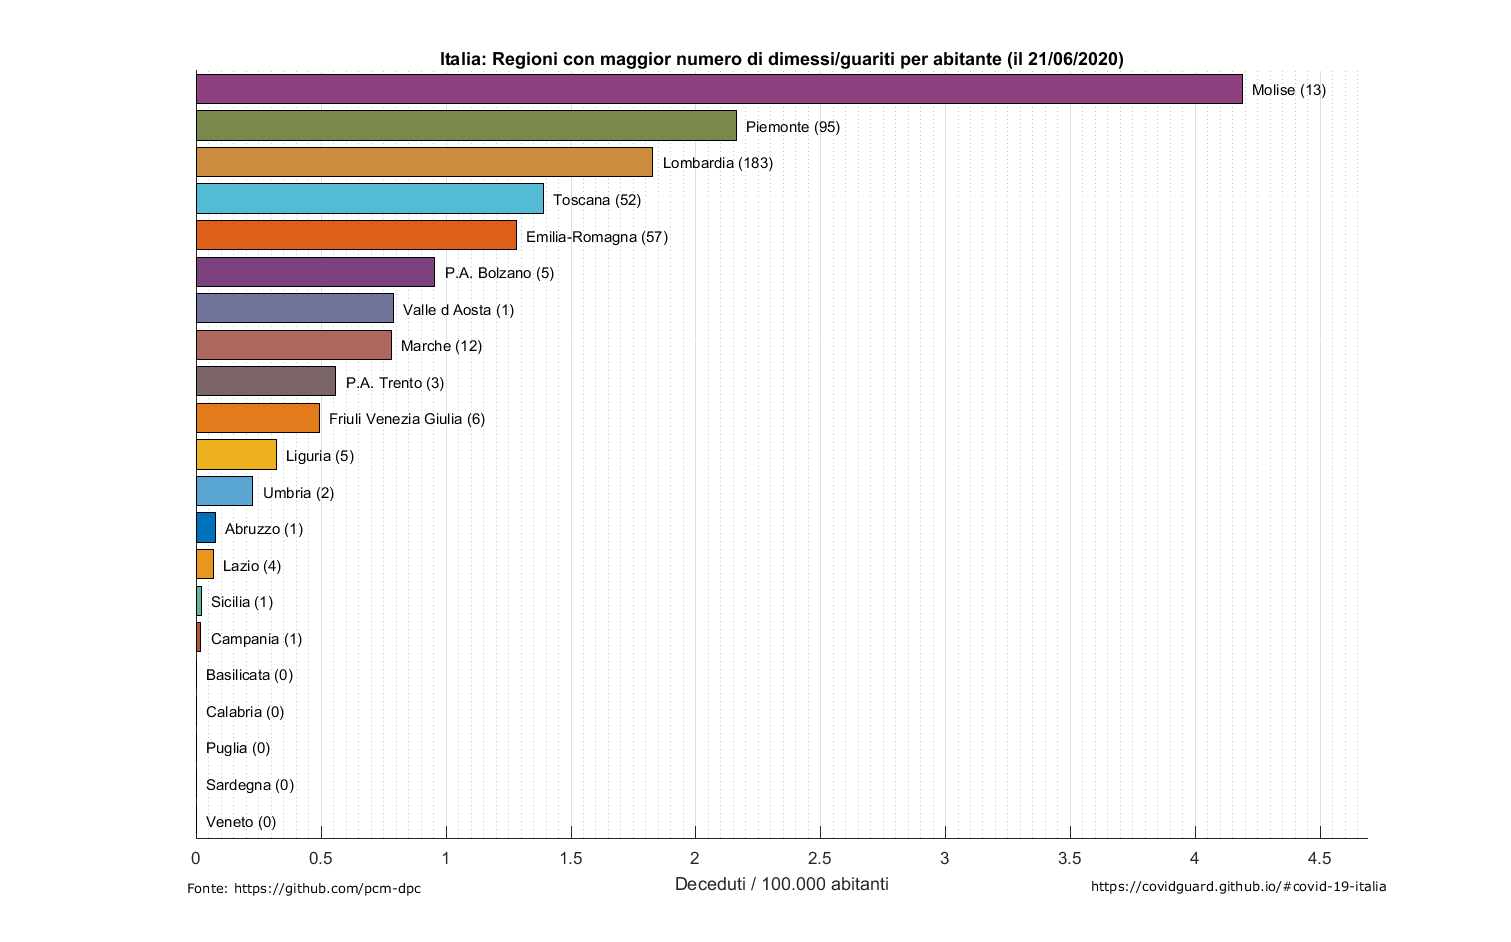 Italia: Regioni con maggior numero di dimessi/guariti per abitante (il 21/06/2020)
Molise (13)
Piemonte (95)
Lombardia (183)
Toscana (52)
Emilia-Romagna (57)
P.A. Bolzano (5)
Valle d Aosta (1)
Marche (12)
P.A. Trento (3)
Friuli Venezia Giulia (6)
Liguria (5)
Umbria (2)
Abruzzo (1)
Lazio (4)
Sicilia (1)
Campania (1)
Basilicata (0)
Calabria (0)
Puglia (0)
Sardegna (0)
Veneto (0)
0 0.5 1 1.5 2 2.5 3 3.5 4 4.5
Deceduti / 100.000 abitanti
Fonte: https://github.com/pcm-dpc
https://covidguard.github.io/#covid-19-italia